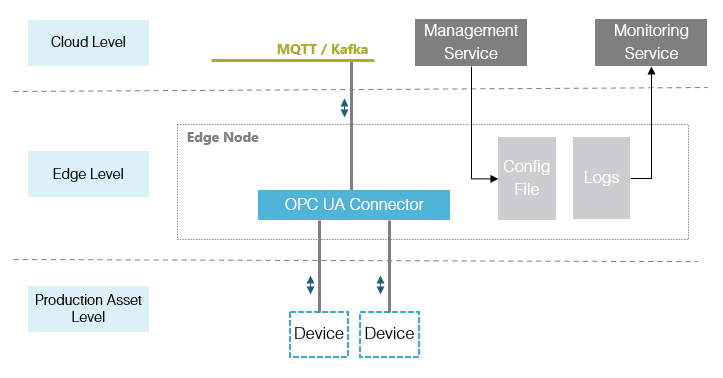 Cloud Level
MQTT / Kafka
Management
Service
Monitoring
Service
Edge Node
Edge Level
Config
File
Logs
OPC UA Connector
Production Asset
Level
Device
Device